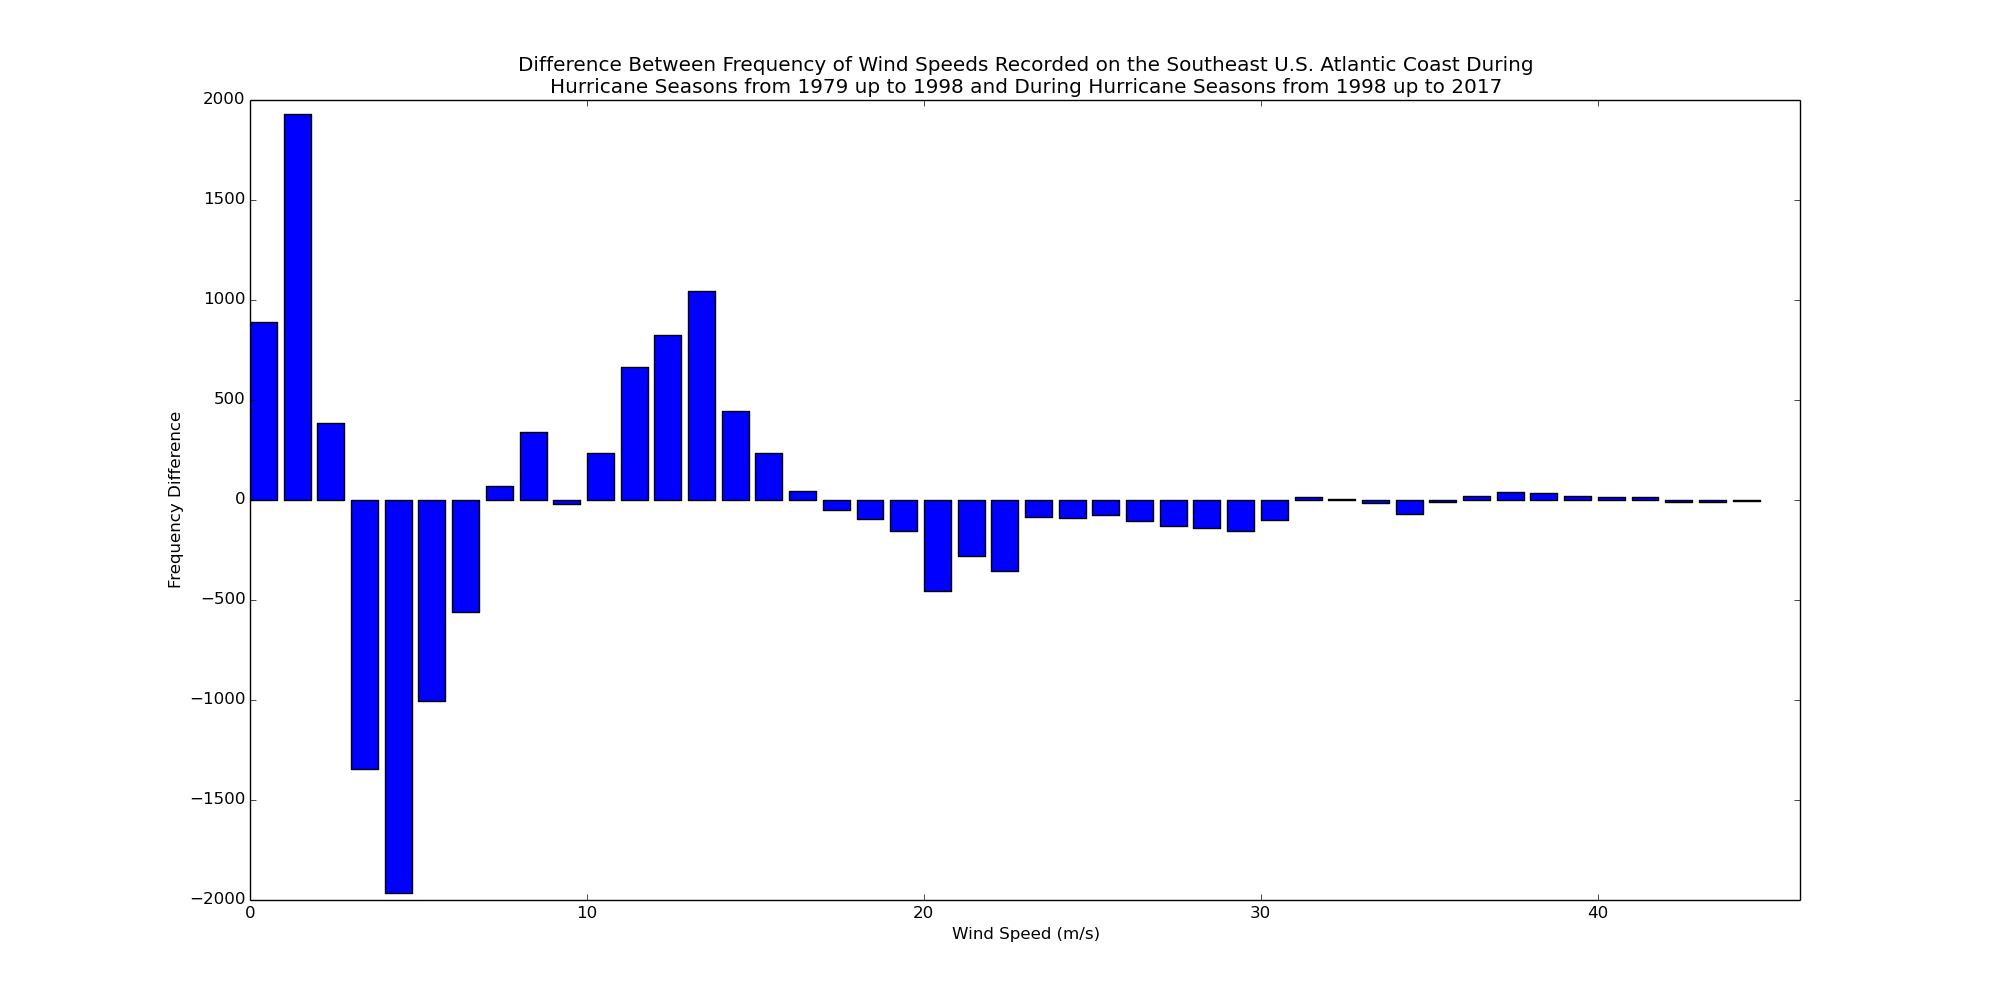 Difference Between Frequency of Wind Speeds Recorded on the Southeast U.S. Atlantic Coast During
Hurricane Seasons from 1979 up to 1998 and During Hurricane Seasons from 1998 up to 2017
2000
1500
1000
500
0
−500
−1000
−1500
−2000
Frequency Difference
0 10 20 30 40
Wind Speed (m/s)